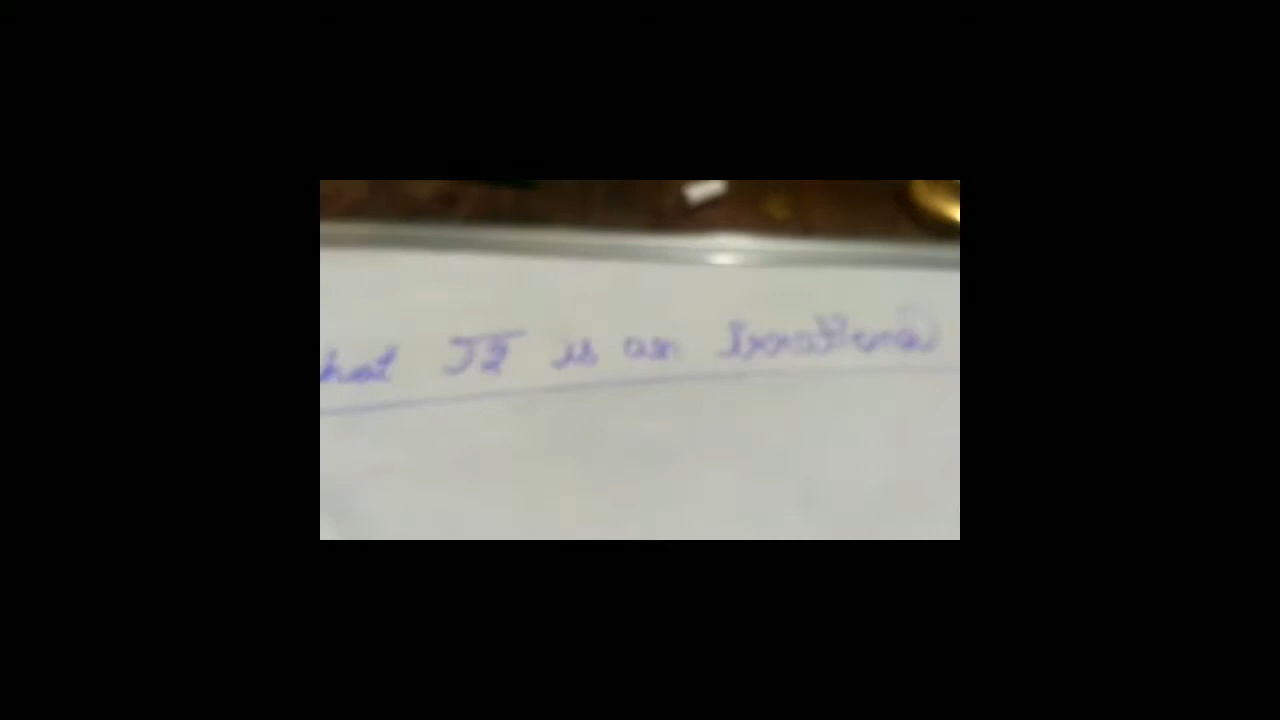 hat √2 is an Irrational